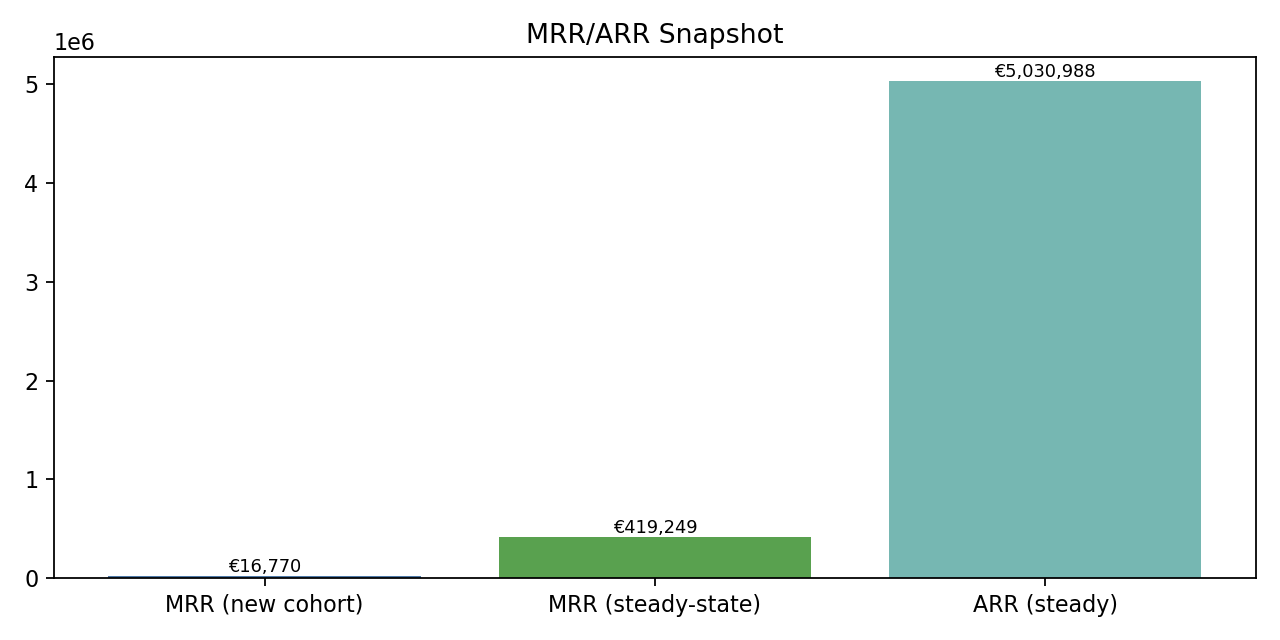 MRR/ARR Snapshot
1e6
5
4
3
2
1
0
€16,770
€419,249
€5,030,988
MRR (new cohort)
MRR (steady-state)
ARR (steady)